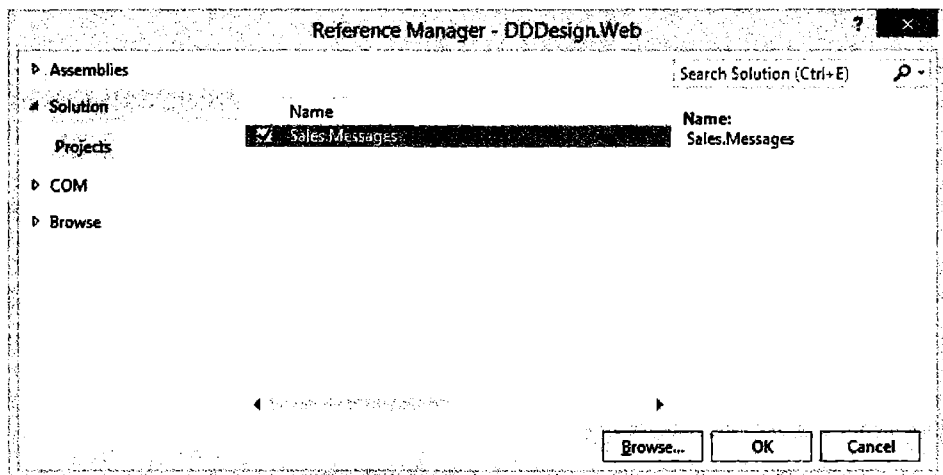 Reference Manager - DDDesign.Web
?
Assemblies
Search Solution (Ctrl+E)
Solution
Name
Name:
Sales.Messages
Sales.Messages
Projects
COM
Browse
Browse...
OK
Cancel